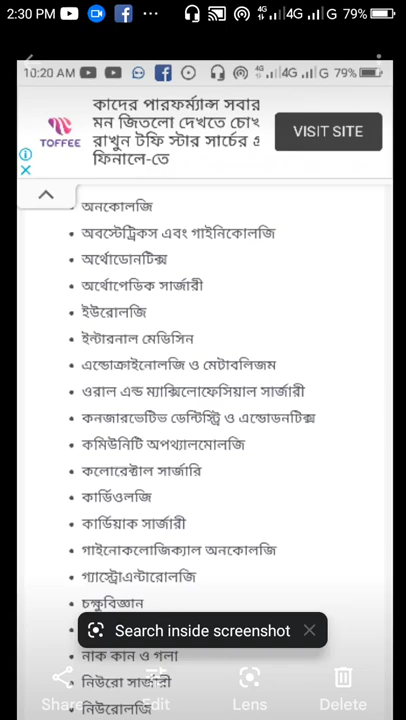 2:30 PM 4G 4G G 79%
10:20 AM 4G 4G G 79%
কাদের পারফর্ম্যান্স সবার
মন জিতলো দেখতে চোখ
রাখুন টফি স্টার সার্চের গ্র
ফিনালে-তে
TOFFEE
VISIT SITE
অনকোলজি
অবস্টেট্রিকস এবং গাইনিকোলজি
অর্থোডোনটিক্স
অর্থোপেডিক সার্জারী
ইউরোলজি
ইন্টারনাল মেডিসিন
এন্ডোক্রাইনোলজি ও মেটাবলিজম
ওরাল এন্ড ম্যাক্সিলোফেসিয়াল সার্জারী
কনজারভেটিভ ডেন্টিস্ট্রি ও এন্ডোডনটিক্স
কমিউনিটি অপথ্যালমোলজি
কলোরেক্টাল সার্জারি
কার্ডিওলজি
কার্ডিয়াক সার্জারী
গাইনোকলোজিক্যাল অনকোলজি
গ্যাস্ট্রোএন্টারোলজি
চক্ষুবিজ্ঞান
Search inside screenshot
নাক কান ও গলা
নিউরো সার্জারী
Share Edit Lens Delete
নিউরোলজি